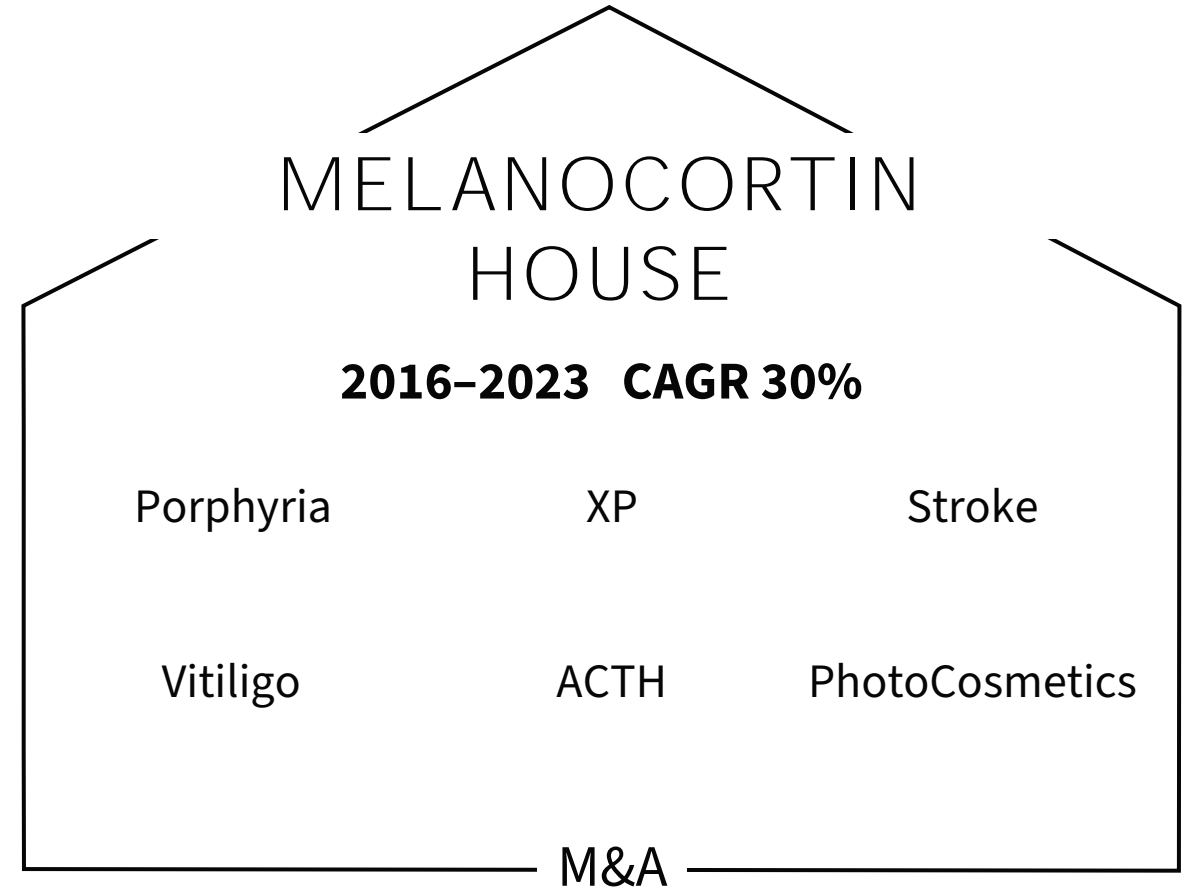 MELANOCORTIN
HOUSE
2016–2023 CAGR 30%
Porphyria XP Stroke
Vitiligo ACTH PhotoCosmetics
M&A